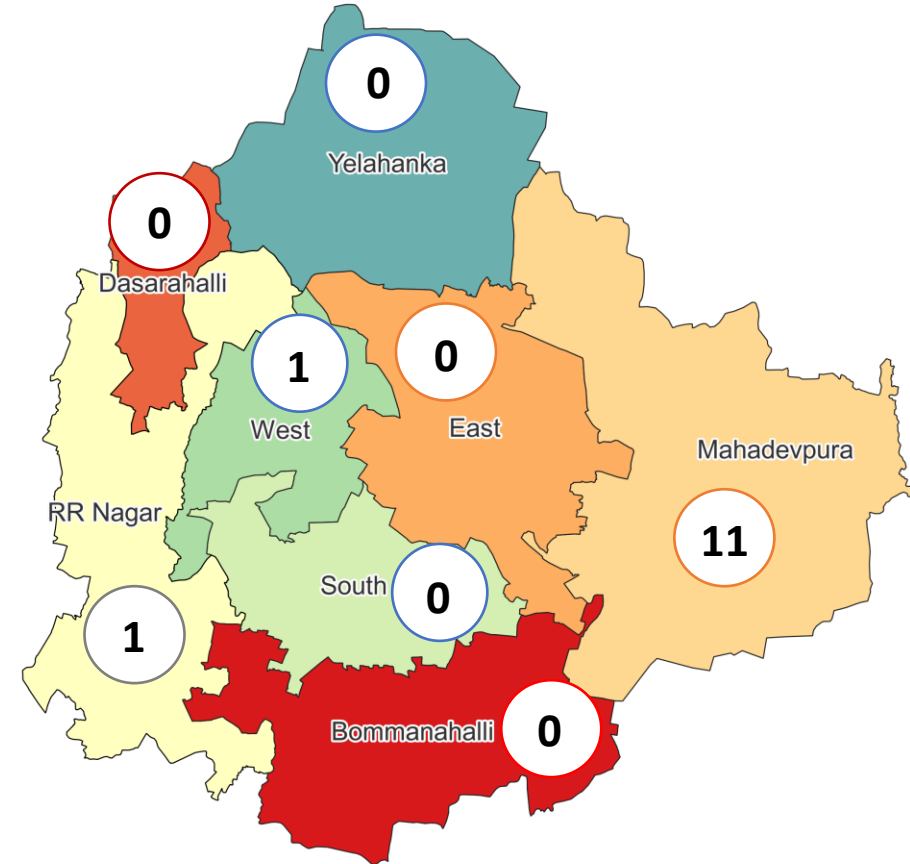 0
Yelahanka
0
Dasarahalli
1
West
0
East
Mahadevpura
11
RR Nagar
1
South
0
Bommanahalli
0